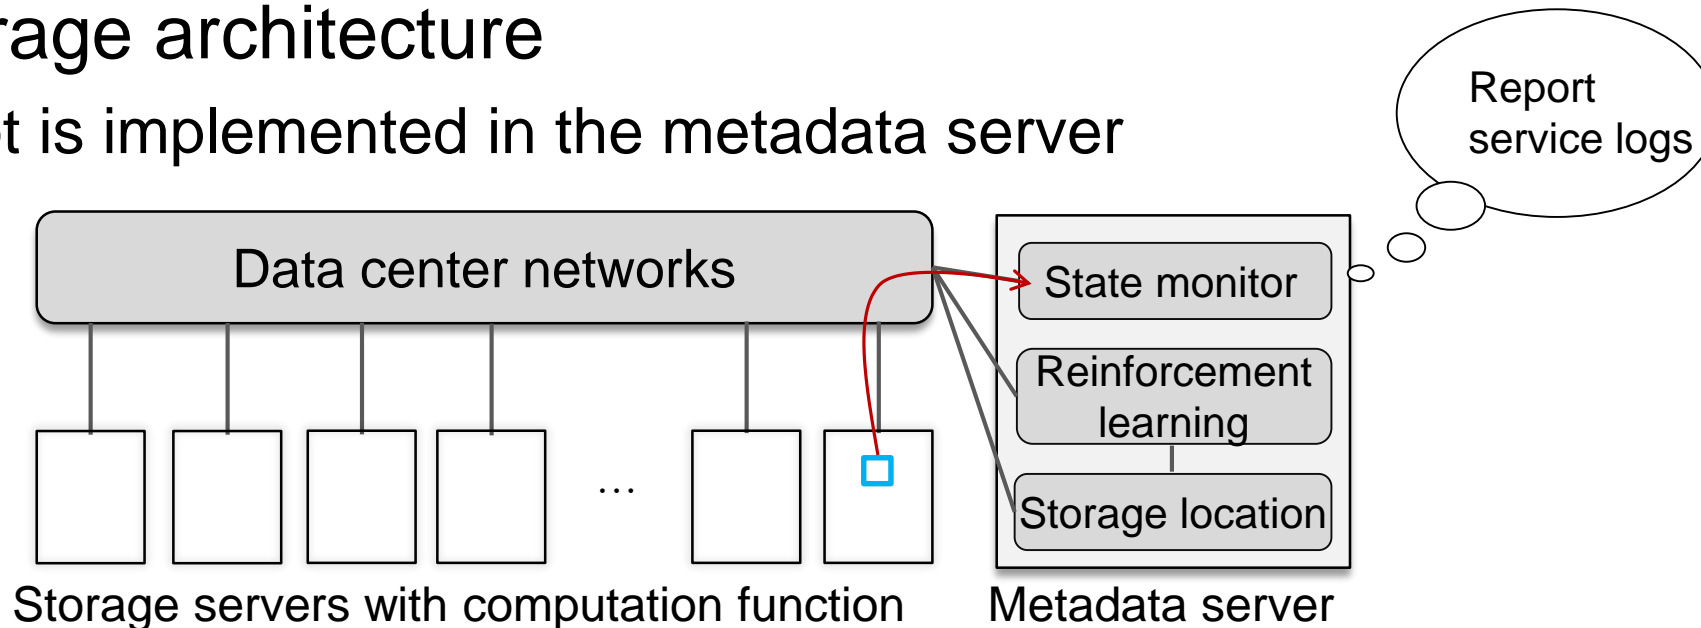 rage architecture
t is implemented in the metadata server
Report
service logs
Data center networks
State monitor
Reinforcement
learning
...
Storage location
Storage servers with computation function
Metadata server